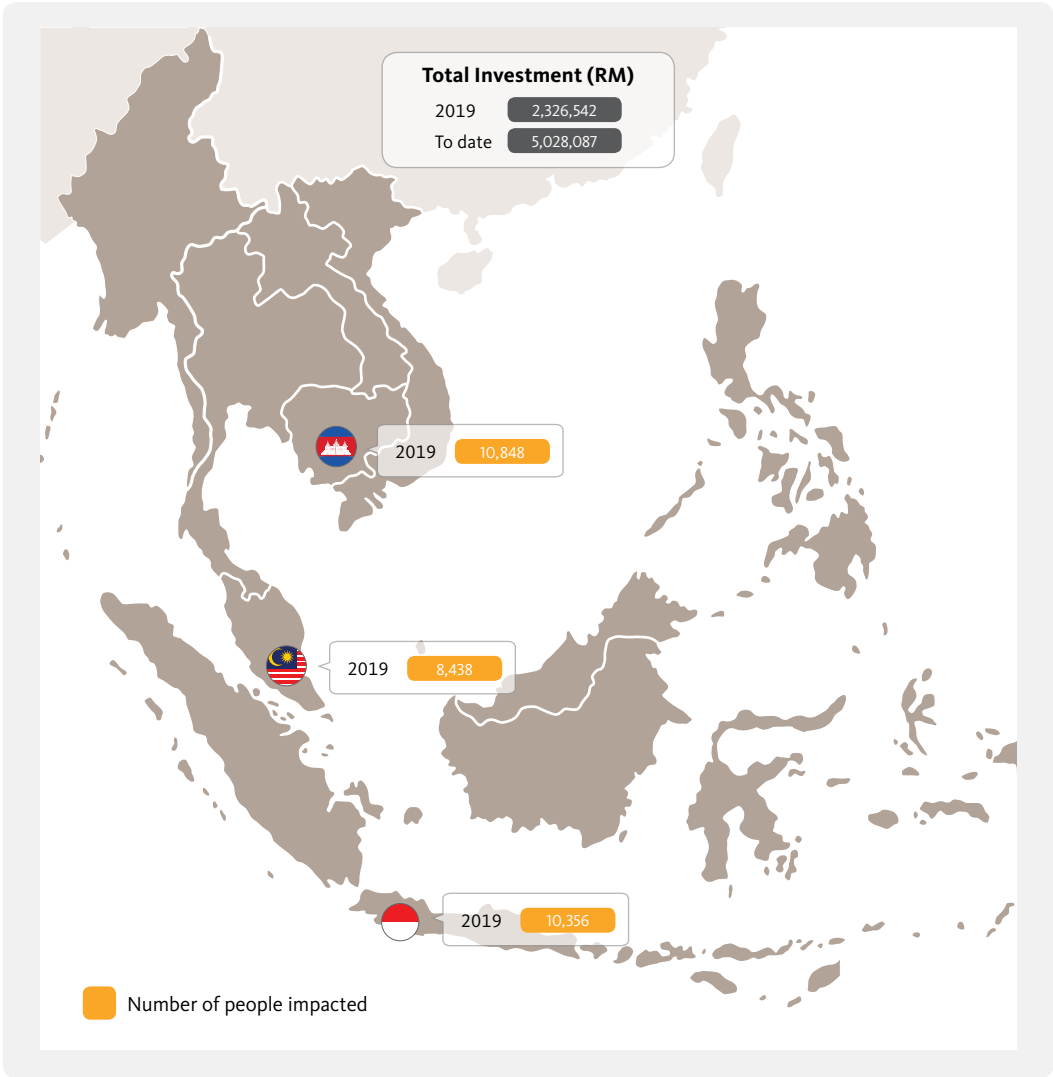 Total Investment (RM)
2019 2,326,542
To date 5,028,087
2019 10,848
2019 8,438
2019 10,356
Number of people impacted